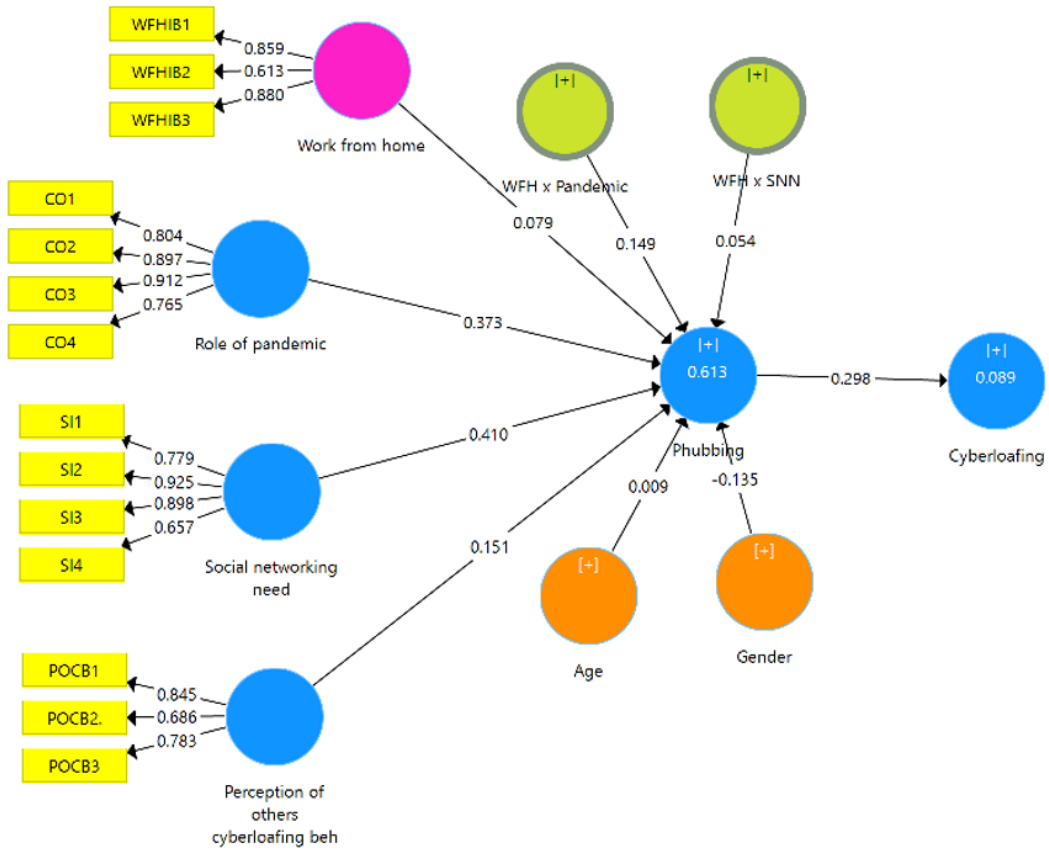 WFHIB1
WFHIB2
WFHIB3
0.859
0.613
0.880
Work from home
[+]
WFH x Pandemic
[+]
WFH x SNN
0.079
0.149
0.054
CO1
CO2
CO3
CO4
0.804
0.897
0.912
0.765
Role of pandemic
0.373
[+]
0.613
Phubbing
0.298
[+]
0.089
Cyberloafing
SI1
SI2
SI3
SI4
0.779
0.925
0.898
0.657
Social networking
need
0.410
0.009
-0.135
0.151
[+]
Age
[+]
Gender
POCB1
POCB2.
POCB3
0.845
0.686
0.783
Perception of
others
cyberloafing beh